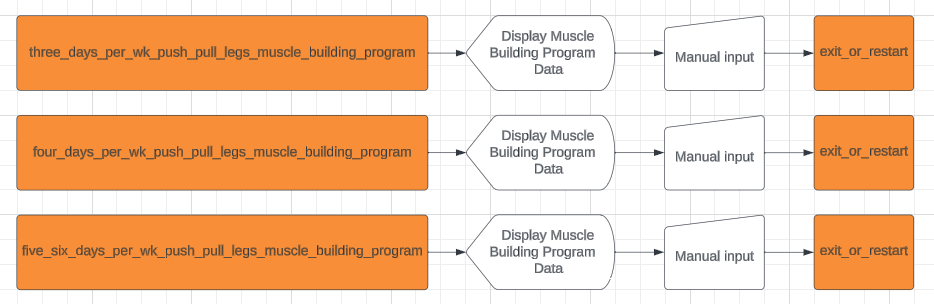 three_days_per_wk_push_pull_legs_muscle_building_program
Display Muscle
Building Program
Data
Manual input
exit_or_restart
four_days_per_wk_push_pull_legs_muscle_building_program
Display Muscle
Building Program
Data
Manual input
exit_or_restart
five_six_days_per_wk_push_pull_legs_muscle_building_program
Display Muscle
Building Program
Data
Manual input
exit_or_restart